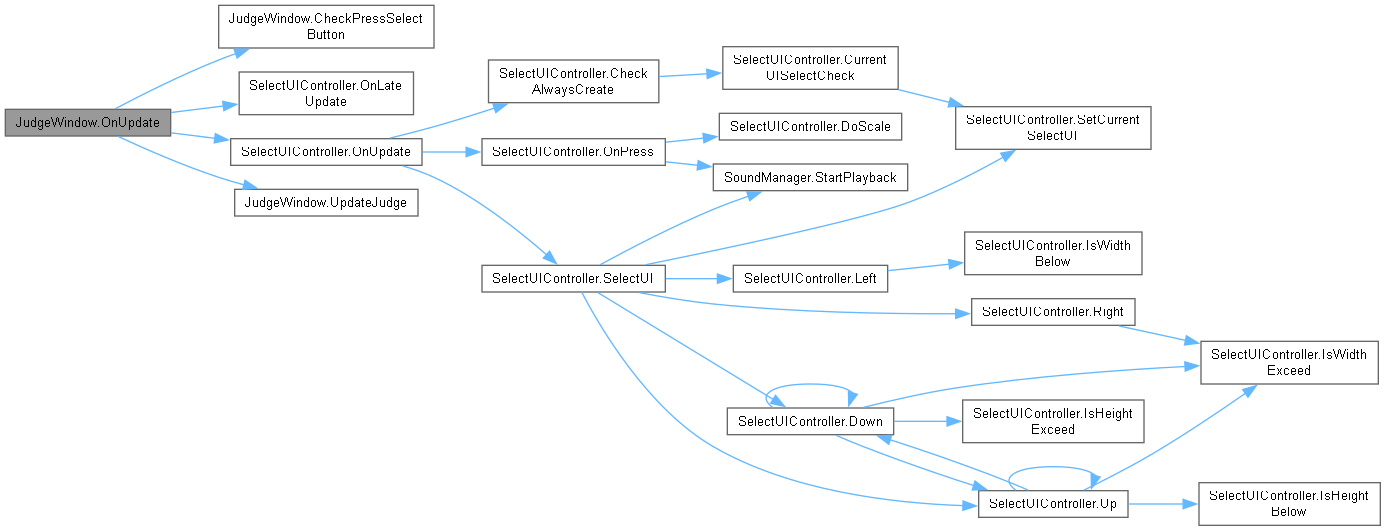 JudgeWindow.OnUpdate
JudgeWindow.CheckPressSelect
Button
SelectUIController.OnLate
Update
SelectUIController.OnUpdate
JudgeWindow.UpdateJudge
SelectUIController.Check
AlwaysCreate
SelectUIController.OnPress
SelectUIController.SelectUI
SelectUIController.Current
UISelectCheck
SelectUIController.DoScale
SoundManager.StartPlayback
SelectUIController.Left
SelectUIController.Down
SelectUIController.SetCurrent
SelectUI
SelectUIController.IsWidth
Below
SelectUIController.Right
SelectUIController.IsHeight
Exceed
SelectUIController.Up
SelectUIController.IsWidth
Exceed
SelectUIController.IsHeight
Below